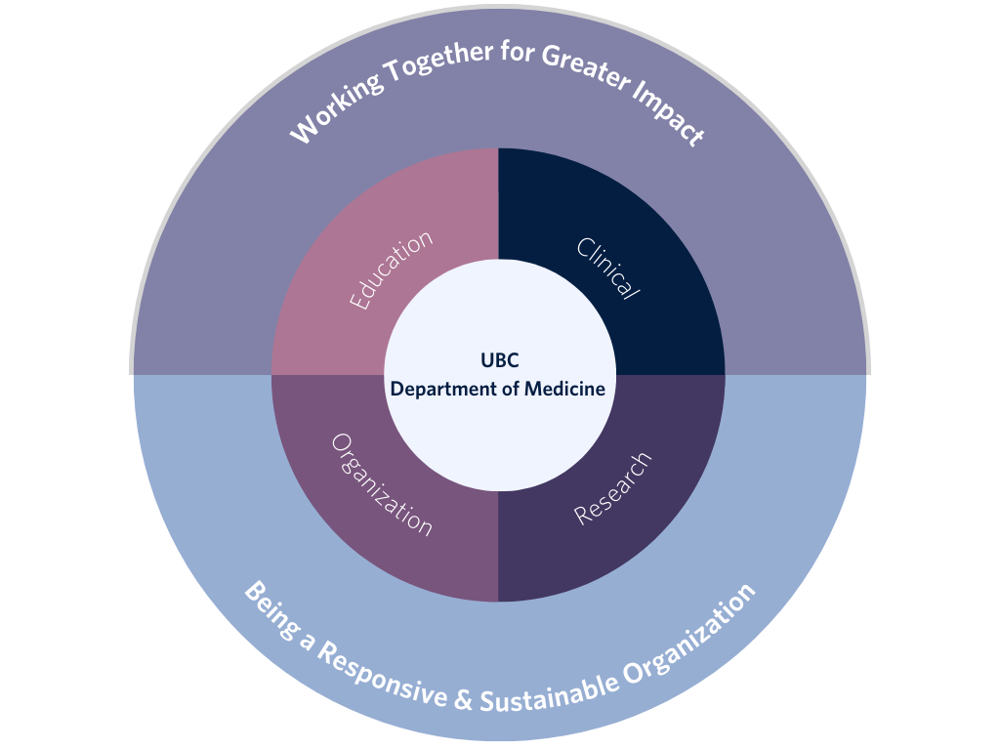 Working Together for Greater Impact
Education
Clinical
UBC
Department of Medicine
Organization
Research
Being a Responsive & Sustainable Organization